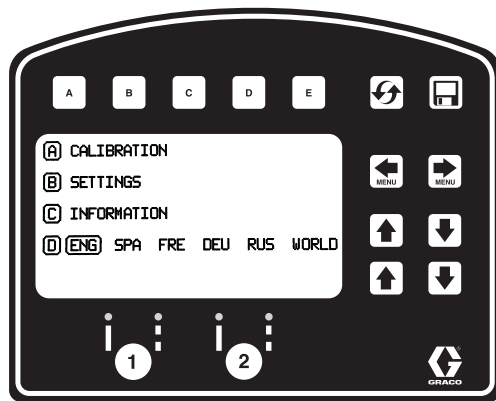 A B C D E
A CALIBRATION
B SETTINGS
C INFORMATION
D ENG SPA FRE DEU RUS WORLD
MENU MENU
1 2
G
GRACO